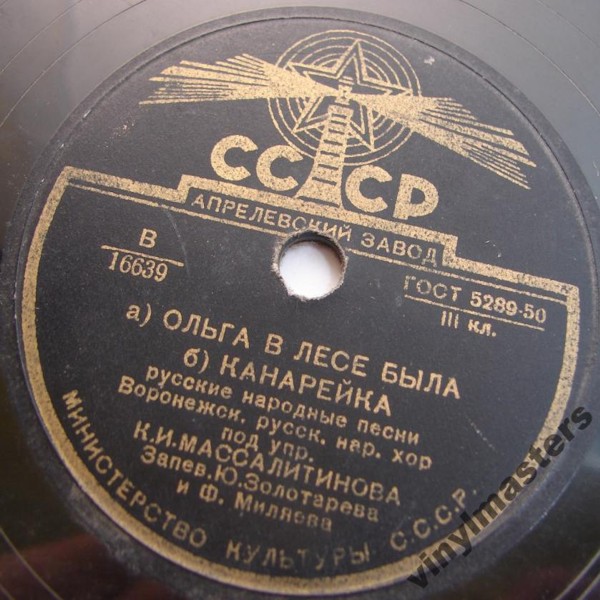 СССР
АПРЕЛЕВСКИЙ ЗАВОД
В
16639
ГОСТ 5289-50
III кл.
а) ОЛЬГА В ЛЕСЕ БЫЛА
б) КАНАРЕЙКА
русские народные песни
Воронежск. русск. нар. хор
под упр.
К.И.МАССАЛИТИНОВА
Запев.Ю.Золотарева
и Ф. Миляева
МИНИСТЕРСТВО КУЛЬТУРЫ С.С.С.Р.
vinylmasters